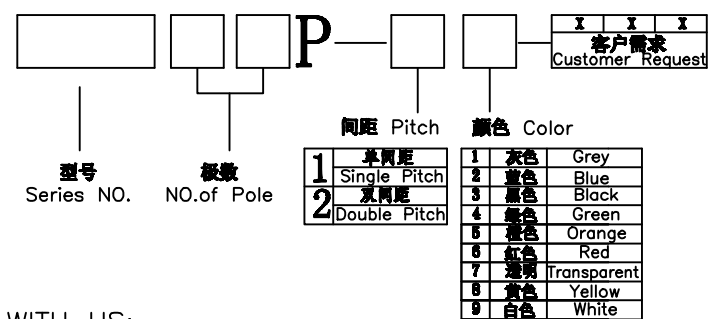 P
X X X
客户需求
Customer Request
间距 Pitch
颜色 Color
1 单间距
Single Pitch
2 双间距
Double Pitch
1 灰色 Grey
2 蓝色 Blue
3 黑色 Black
4 绿色 Green
5 橙色 Orange
6 红色 Red
7 透明 Transparent
8 黄色 Yellow
9 白色 White
型号
Series NO.
极数
NO.of Pole
WITH US: